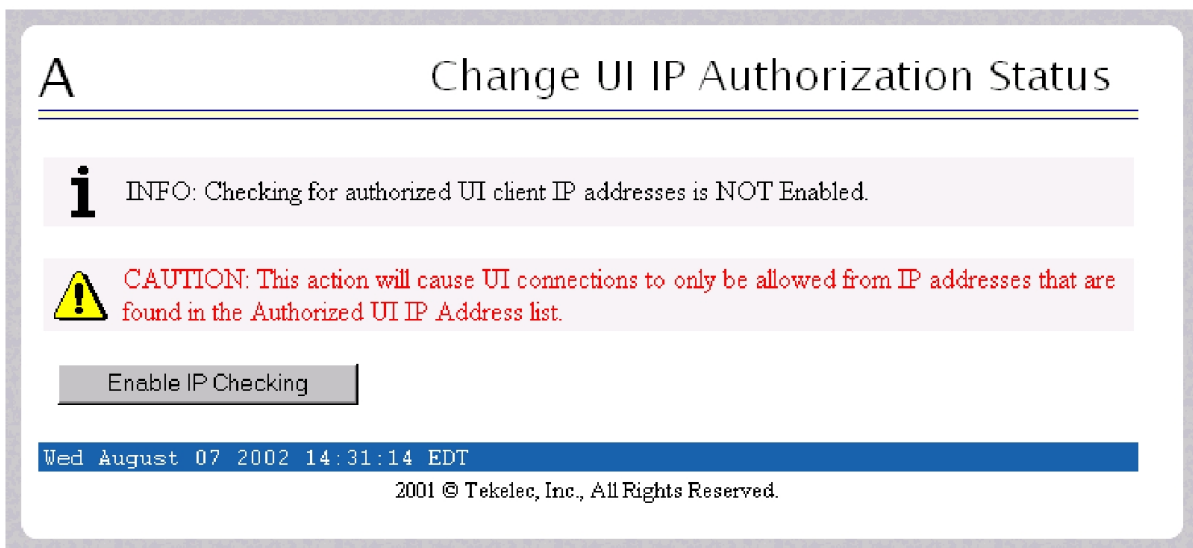 A
Change UI IP Authorization Status
i
INFO: Checking for authorized UI client IP addresses is NOT Enabled.
CAUTION: This action will cause UI connections to only be allowed from IP addresses that are
found in the Authorized UI IP Address list.
Enable IP Checking
Wed August 07 2002 14:31:14 EDT
2001 © Tekelec, Inc., All Rights Reserved.